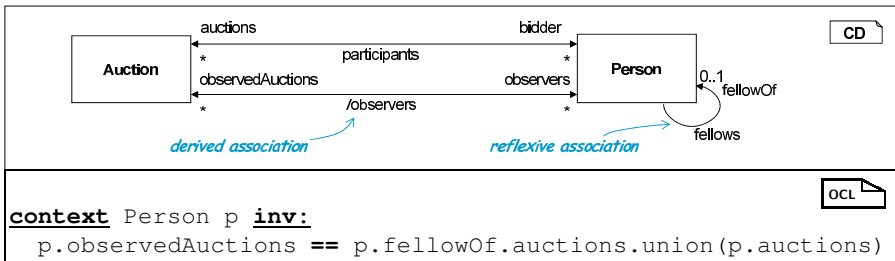 auctions bidder
CD
participants
Auction Person
* *
observedAuctions observers
0..1
fellowOf
/observers
* *
fellows
derived association reflexive association
OCL
context Person p inv:
p.observedAuctions == p.fellowOf.auctions.union(p.auctions)